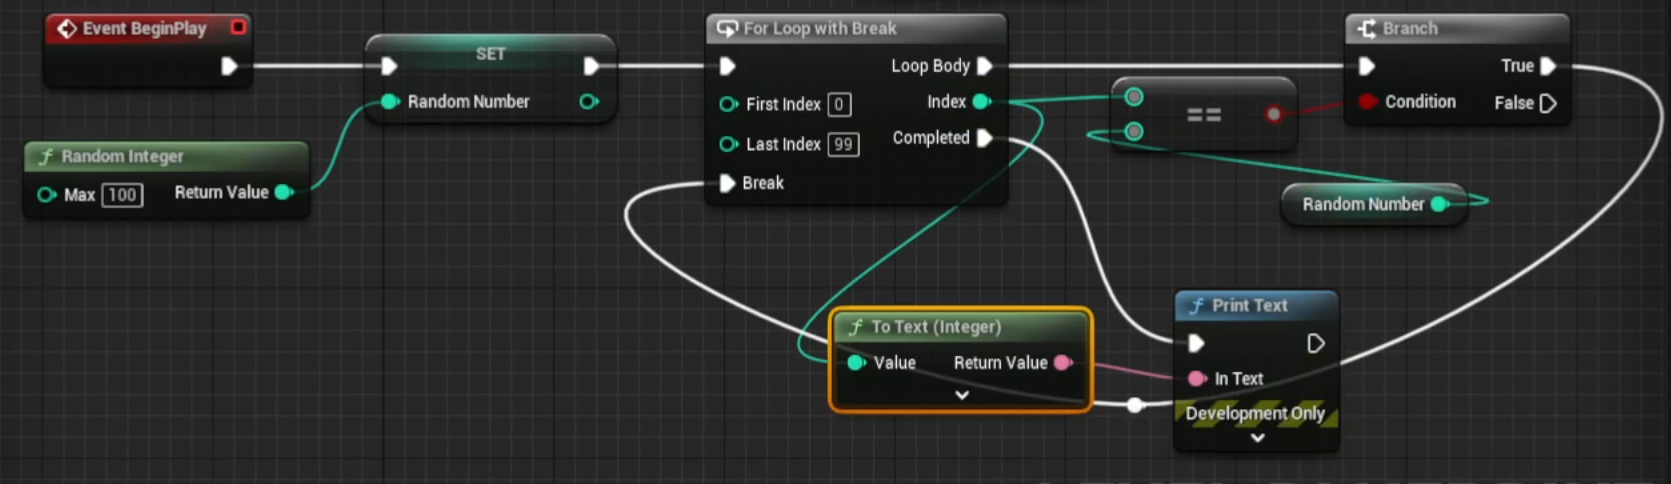 Event BeginPlay
SET
Random Number
f Random Integer
Max 100 Return Value
For Loop with Break
Loop Body
First Index 0 Index
Last Index 99 Completed
Break
==
Branch
True
Condition False
Random Number
f To Text (Integer)
Value Return Value
f Print Text
In Text
Development Only